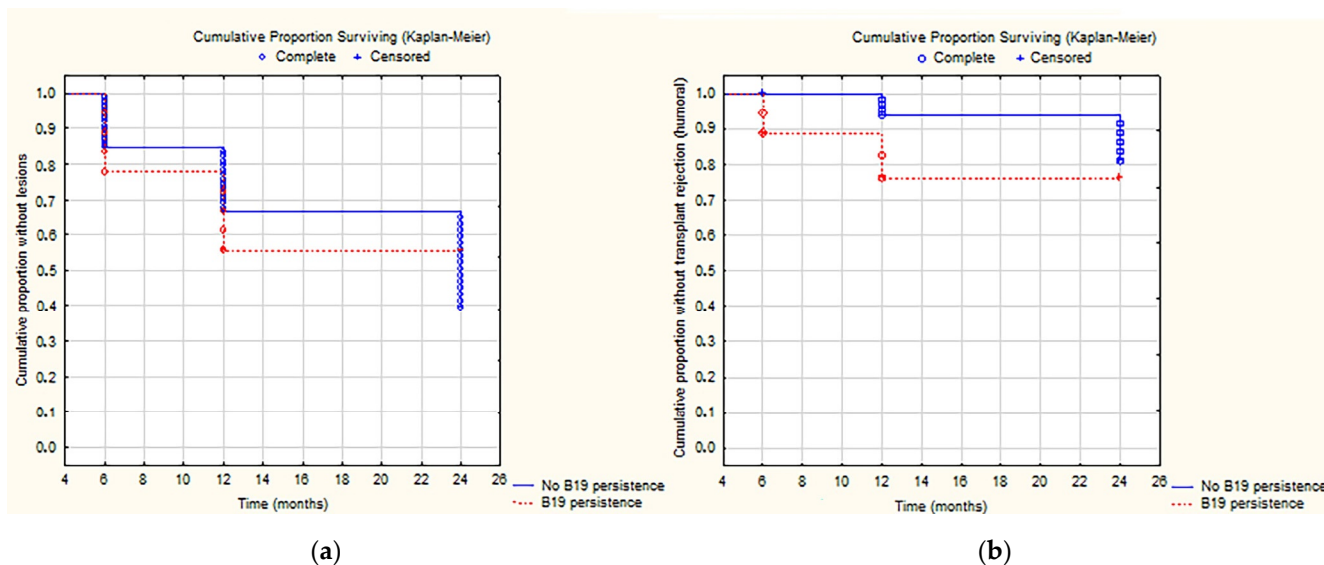 Cumulative Proportion Surviving (Kaplan-Meier)
Complete + Censored
Cumulative proportion without lesions
1.0
0.9
0.8
0.7
0.6
0.5
0.4
0.3
0.2
0.1
0.0
4 6 8 10 12 14 16 18 20 22 24 26
Time (months)
No B19 persistence
B19 persistence
(a)
Cumulative Proportion Surviving (Kaplan-Meier)
Complete + Censored
Cumulative proportion without transplant rejection (humoral)
1.0
0.9
0.8
0.7
0.6
0.5
0.4
0.3
0.2
0.1
0.0
4 6 8 10 12 14 16 18 20 22 24 26
Time (months)
No B19 persistence
B19 persistence
(b)